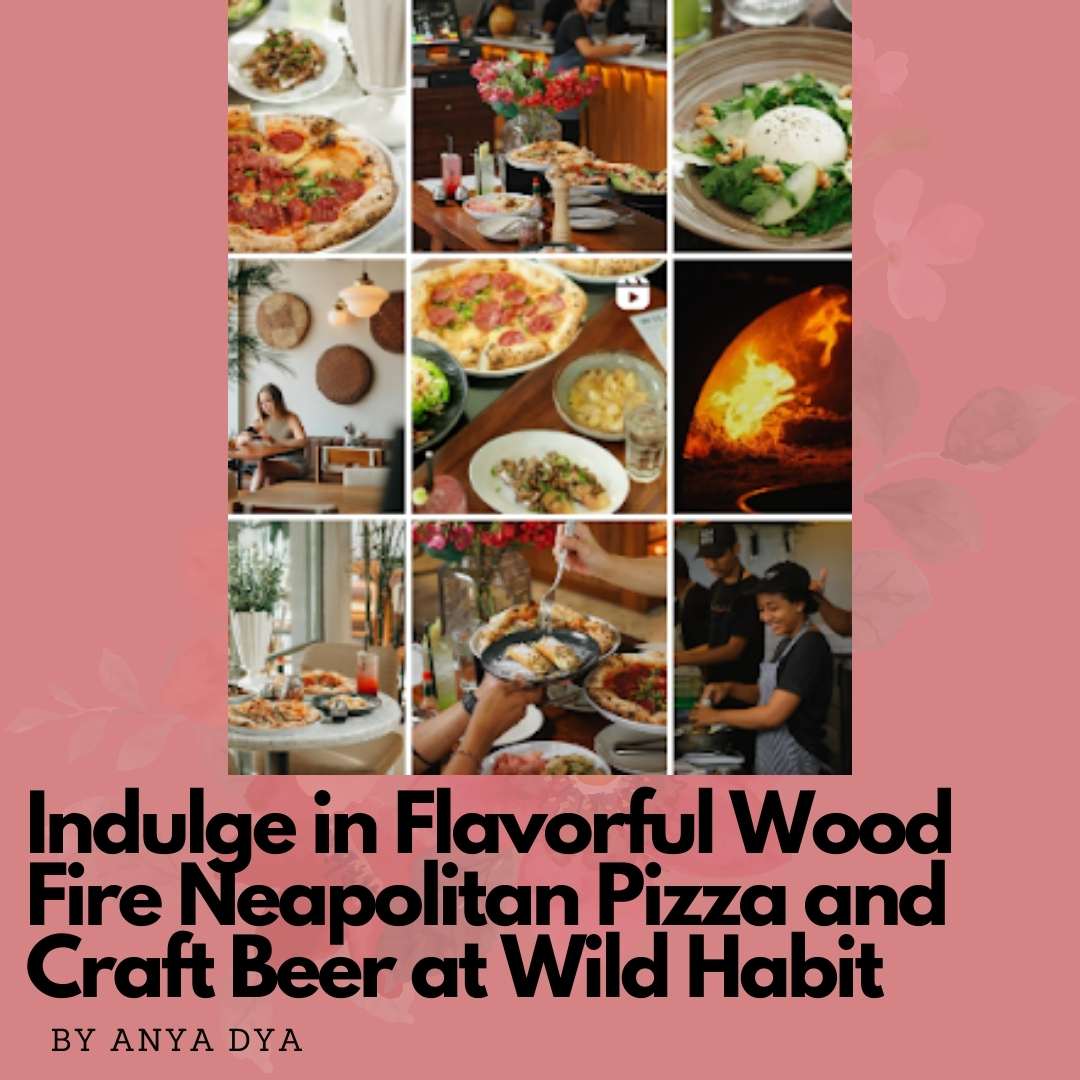 Indulge in Flavorful Wood
Fire Neapolitan Pizza and
Craft Beer at Wild Habit
BY ANYA DYA